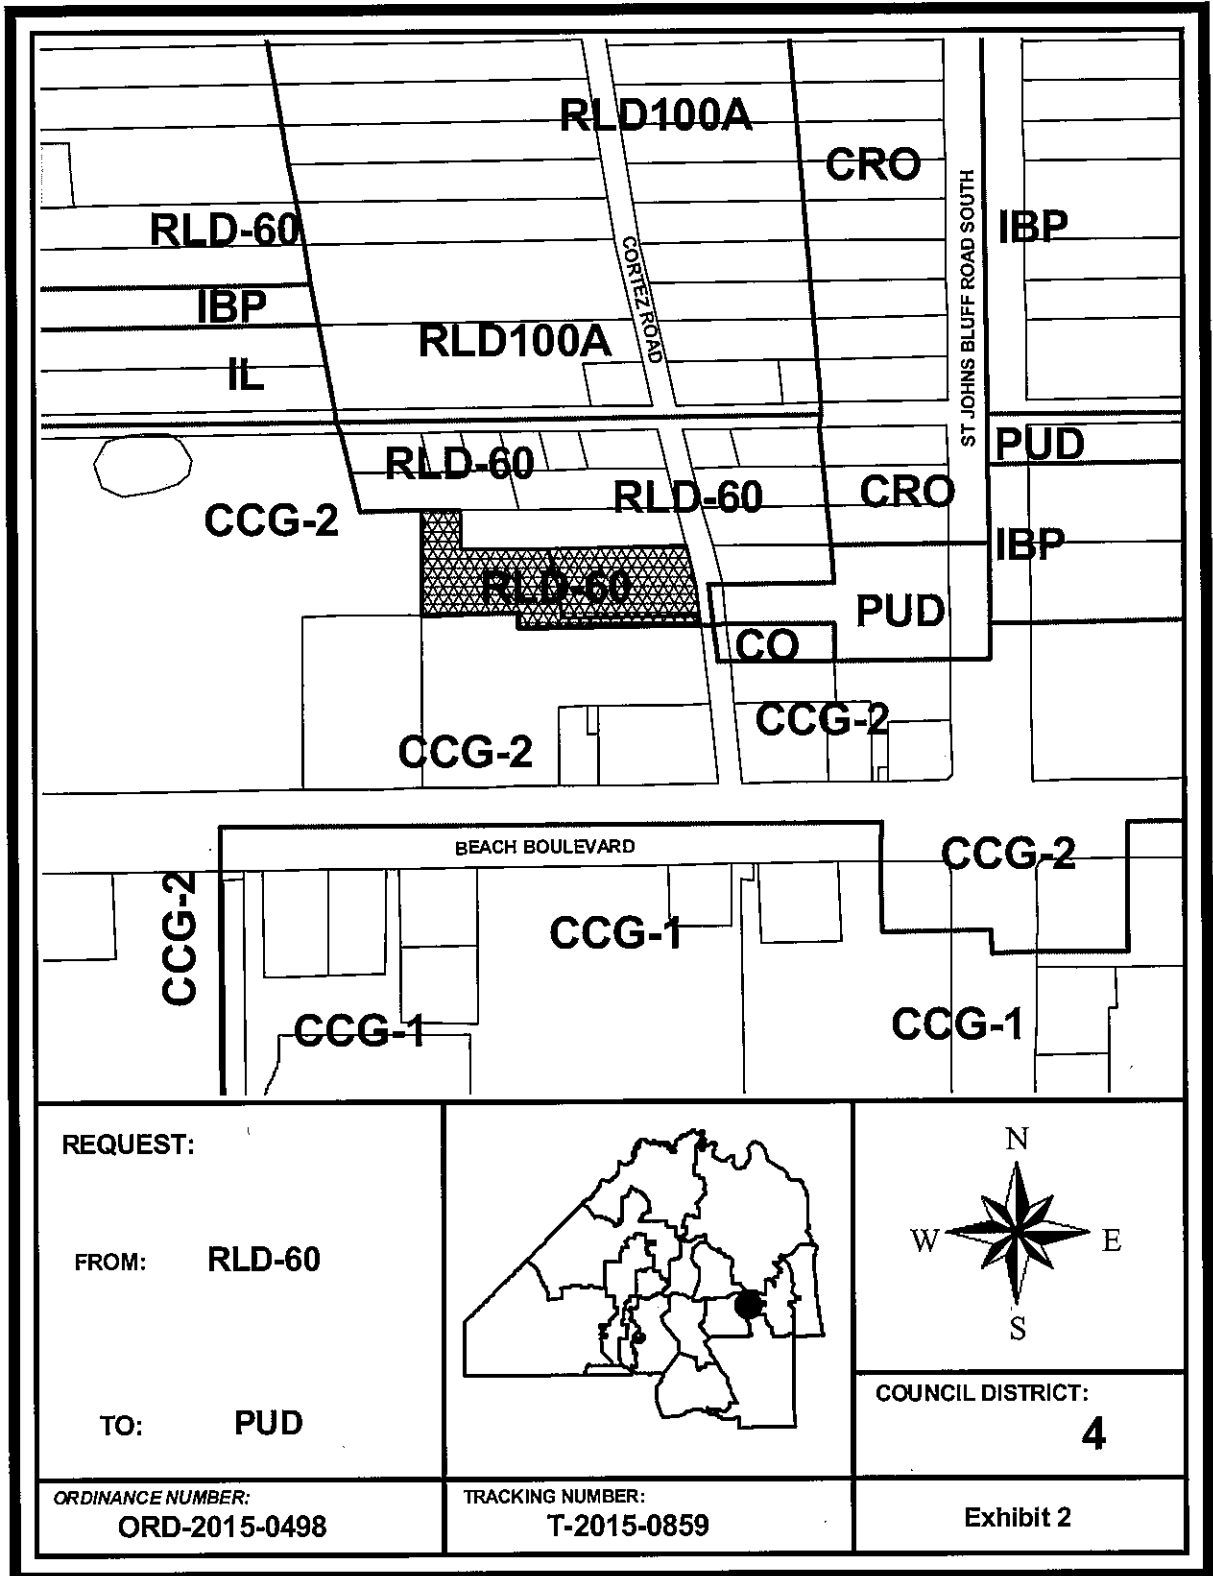 RLD100A
CRO
RLD-60
IBP
IBP
CORTEZ ROAD
ST JOHNS BLUFF ROAD SOUTH
RLD100A
IL
PUD
RLD-60
RLD-60
CRO
CCG-2
IBP
RLD-60
PUD
CO
CCG-2
CCG-2
BEACH BOULEVARD
CCG-2
CCG-2
CCG-1
CCG-1
CCG-1
REQUEST:
FROM: RLD-60
TO: PUD
N
W E
S
COUNCIL DISTRICT:
4
ORDINANCE NUMBER:
ORD-2015-0498
TRACKING NUMBER:
T-2015-0859
Exhibit 2